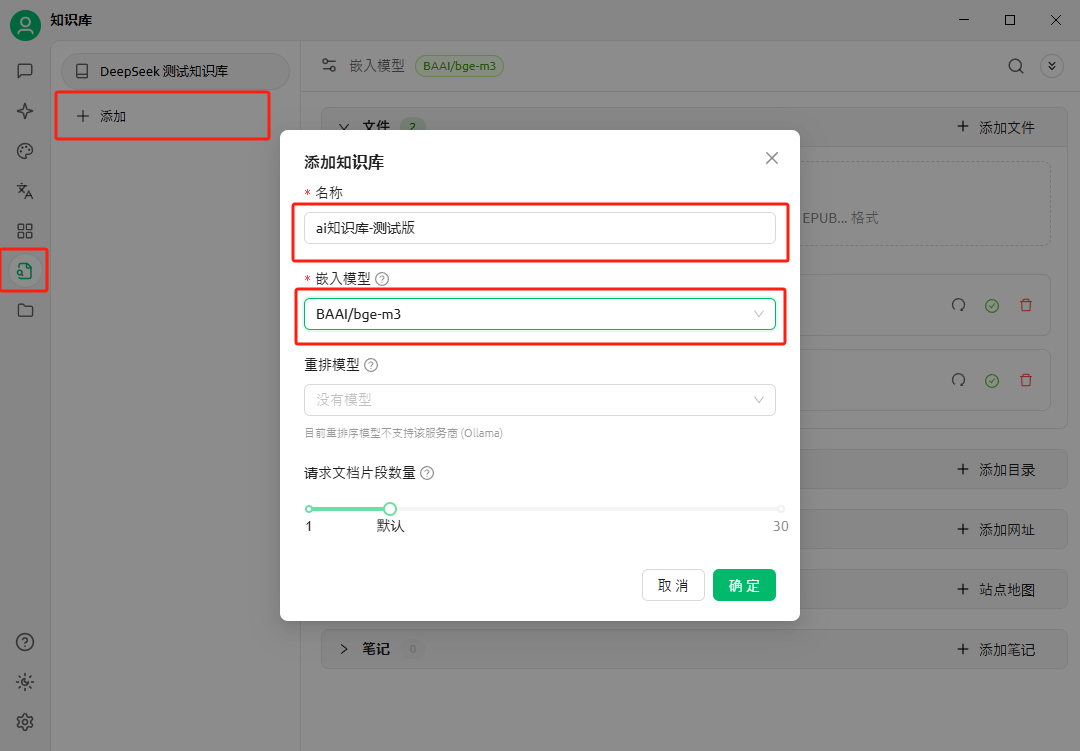 知识库
DeepSeek 测试知识库
添加
嵌入模型 BAAI/bge-m3
文件 2
添加文件
EPUB... 格式
添加知识库
* 名称
ai知识库-测试版
* 嵌入模型
BAAI/bge-m3
重排模型
没有模型
目前重排序模型不支持该服务商 (Ollama)
请求文档片段数量
1 默认 30
取 消 确 定
添加目录
添加网址
站点地图
笔记 0
添加笔记